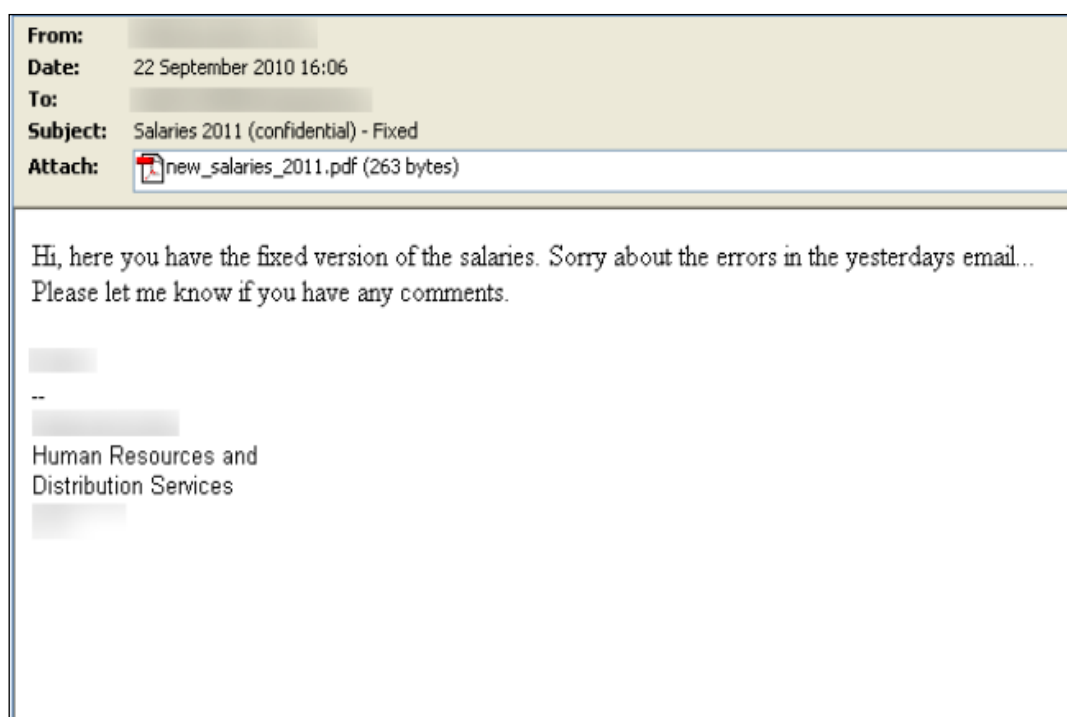 From:
Date: 22 September 2010 16:06
To:
Subject: Salaries 2011 (confidential) - Fixed
Attach: new_salaries_2011.pdf (263 bytes)
Hi, here you have the fixed version of the salaries. Sorry about the errors in the yesterdays email...
Please let me know if you have any comments.
--
Human Resources and
Distribution Services